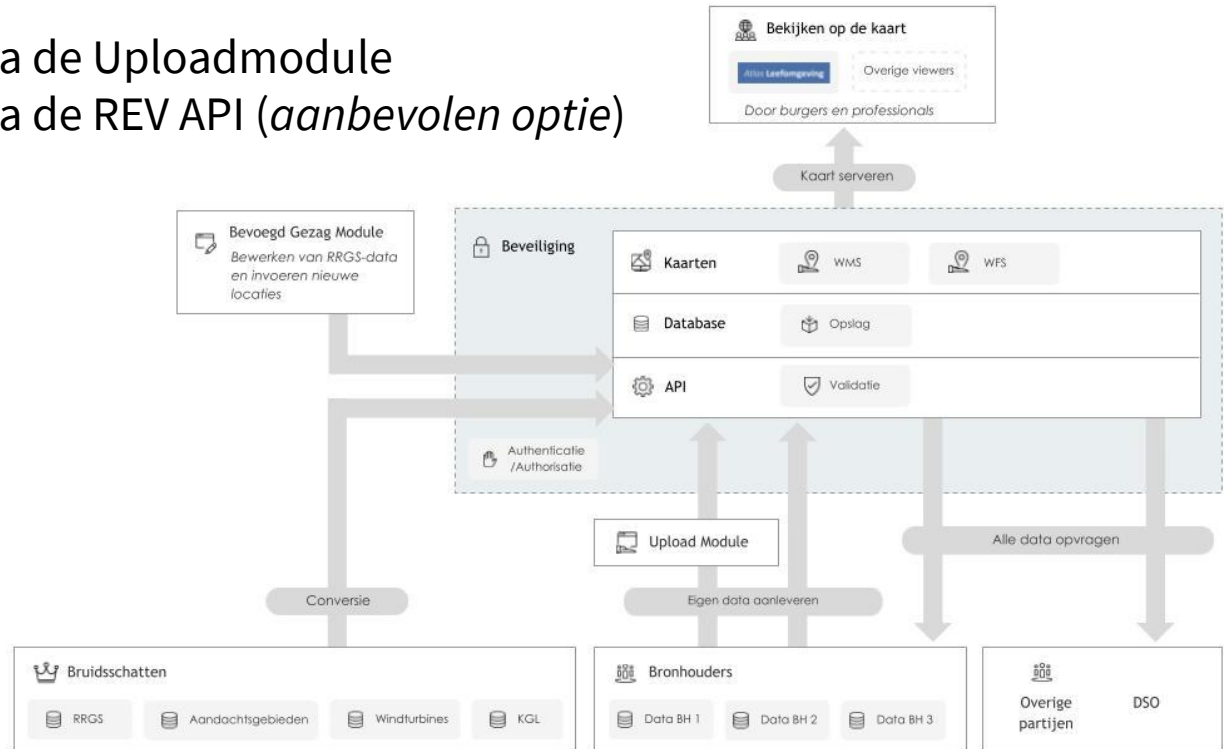 a de Uploadmodule
a de REV API (aanbevolen optie)
Bekijken op de kaart
Atlas Leefomgeving
Overige viewers
Door burgers en professionals
Kaart serveren
Bevoegd Gezag Module
Bewerken van RRGS-data
en invoeren nieuwe
locaties
Beveiliging
Kaarten
WMS
WFS
Database
Opslag
API
Validatie
Authenticatie
/Authorisatie
Upload Module
Alle data opvragen
Conversie
Eigen data aanleveren
Bruidsschatten
RRGS
Aandachtsgebieden
Windturbines
KGL
Bronhouders
Data BH 1
Data BH 2
Data BH 3
Overige
partijen
DSO